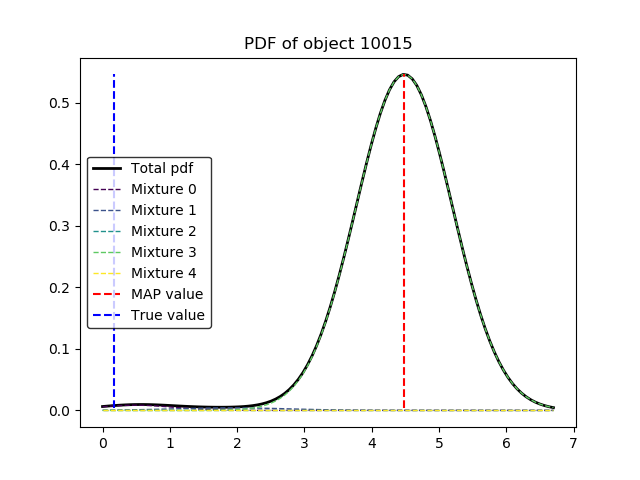 PDF of object 10015
0.5
0.4
0.3
0.2
0.1
0.0
Total pdf
Mixture 0
Mixture 1
Mixture 2
Mixture 3
Mixture 4
MAP value
True value
0 1 2 3 4 5 6 7